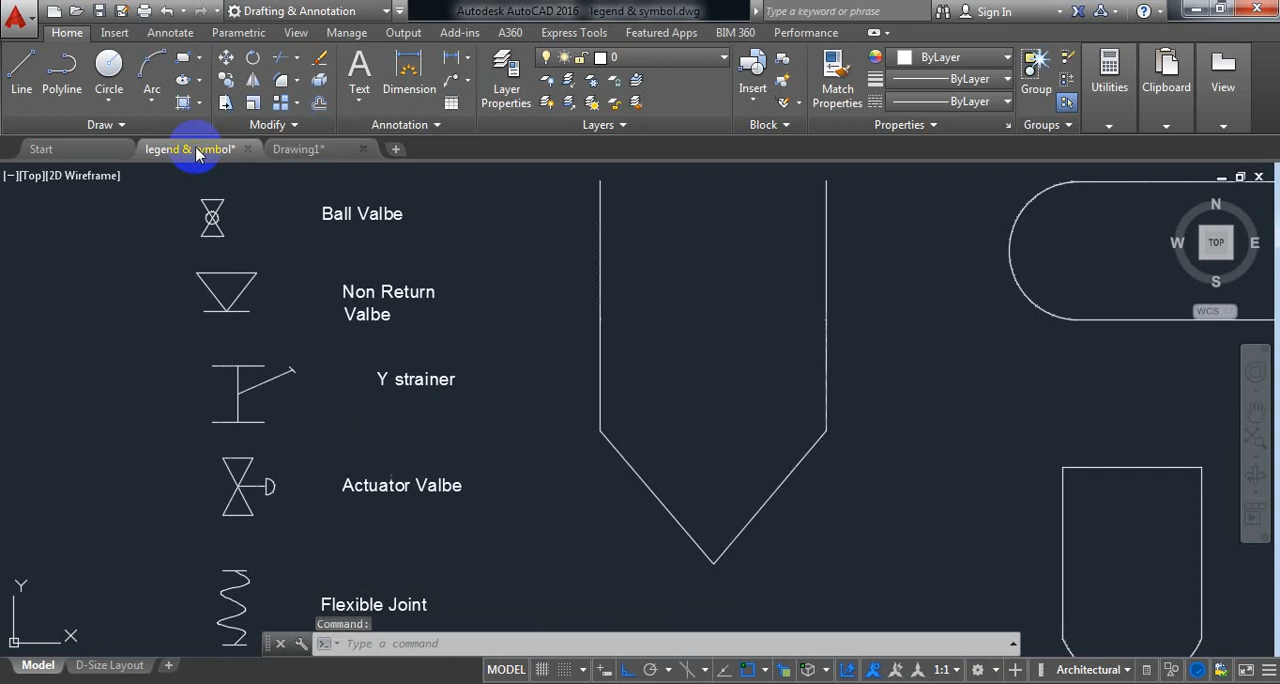 Drafting & Annotation
Autodesk AutoCAD 2016 legend & symbol.dwg
Type a keyword or phrase
Sign In
Home Insert Annotate Parametric View Manage Output Add-ins A360 Express Tools Featured Apps BIM 360 Performance
Line
Polyline
Circle
Arc
Text
Dimension
Layer
Properties
0
Insert
Match
Properties
ByLayer
ByLayer
ByLayer
Group
Utilities
Clipboard
View
Draw
Modify
Annotation
Layers
Block
Properties
Groups
Start
legend & symbol*
Drawing1*
[−][Top][2D Wireframe]
Ball Valbe
Non Return
Valbe
Y strainer
Actuator Valbe
Flexible Joint
N
W
TOP
E
S
WCS
Y
X
Command:
Type a command
Model
D-Size Layout
MODEL
1:1
Architectural